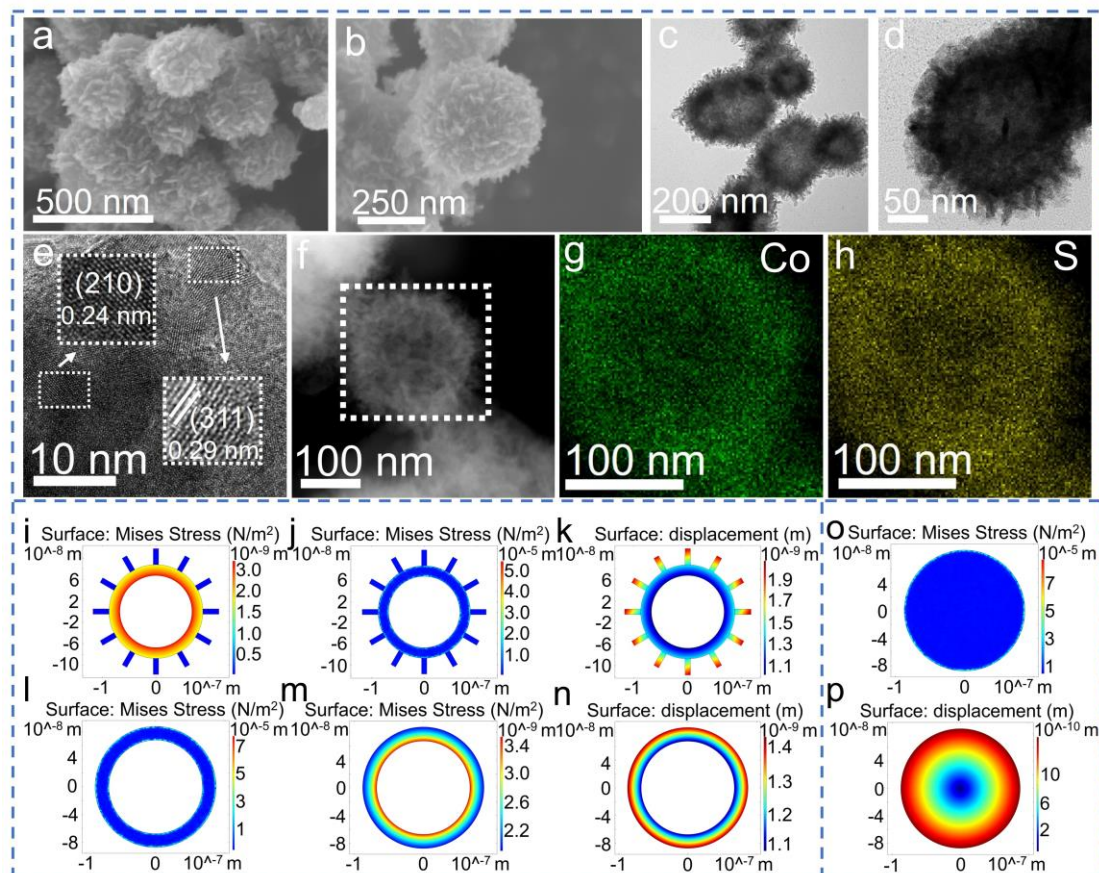 a
500 nm
b
250 nm
c
200 nm
d
50 nm
e
(210)
0.24 nm
(311)
0.29 nm
10 nm
f
100 nm
g
Co
100 nm
h
S
100 nm
i
Surface: Mises Stress (N/m²)
10^-8 m
10^-9
6
2
-2
-6
-10
3.0
2.5
2.0
1.5
1.0
0.5
-1 0 10^-7 m
j
Surface: Mises Stress (N/m²)
10^-8 m
10^-5
6
2
-2
-6
-10
5.0
4.0
3.0
2.0
1.0
-1 0 10^-7 m
k
Surface: displacement (m)
10^-8 m
10^-9
6
2
-2
-6
-10
1.9
1.7
1.5
1.3
1.1
-1 0 10^-7 m
o
Surface: Mises Stress (N/m²)
10^-8 m
10^-5
4
0
-4
-8
7
5
3
1
-1 0 10^-7 m
l
Surface: Mises Stress (N/m²)
10^-8 m
10^-5
4
0
-4
-8
7
5
3
1
-1 0 10^-7 m
m
Surface: Mises Stress (N/m²)
10^-8 m
10^-9
4
0
-4
-8
3.4
3.0
2.6
2.2
-1 0 10^-7 m
n
Surface: displacement (m)
10^-8 m
10^-9
4
0
-4
-8
1.4
1.3
1.2
1.1
-1 0 10^-7 m
p
Surface: displacement (m)
10^-8 m
10^-10
4
0
-4
-8
10
6
2
-1 0 10^-7 m